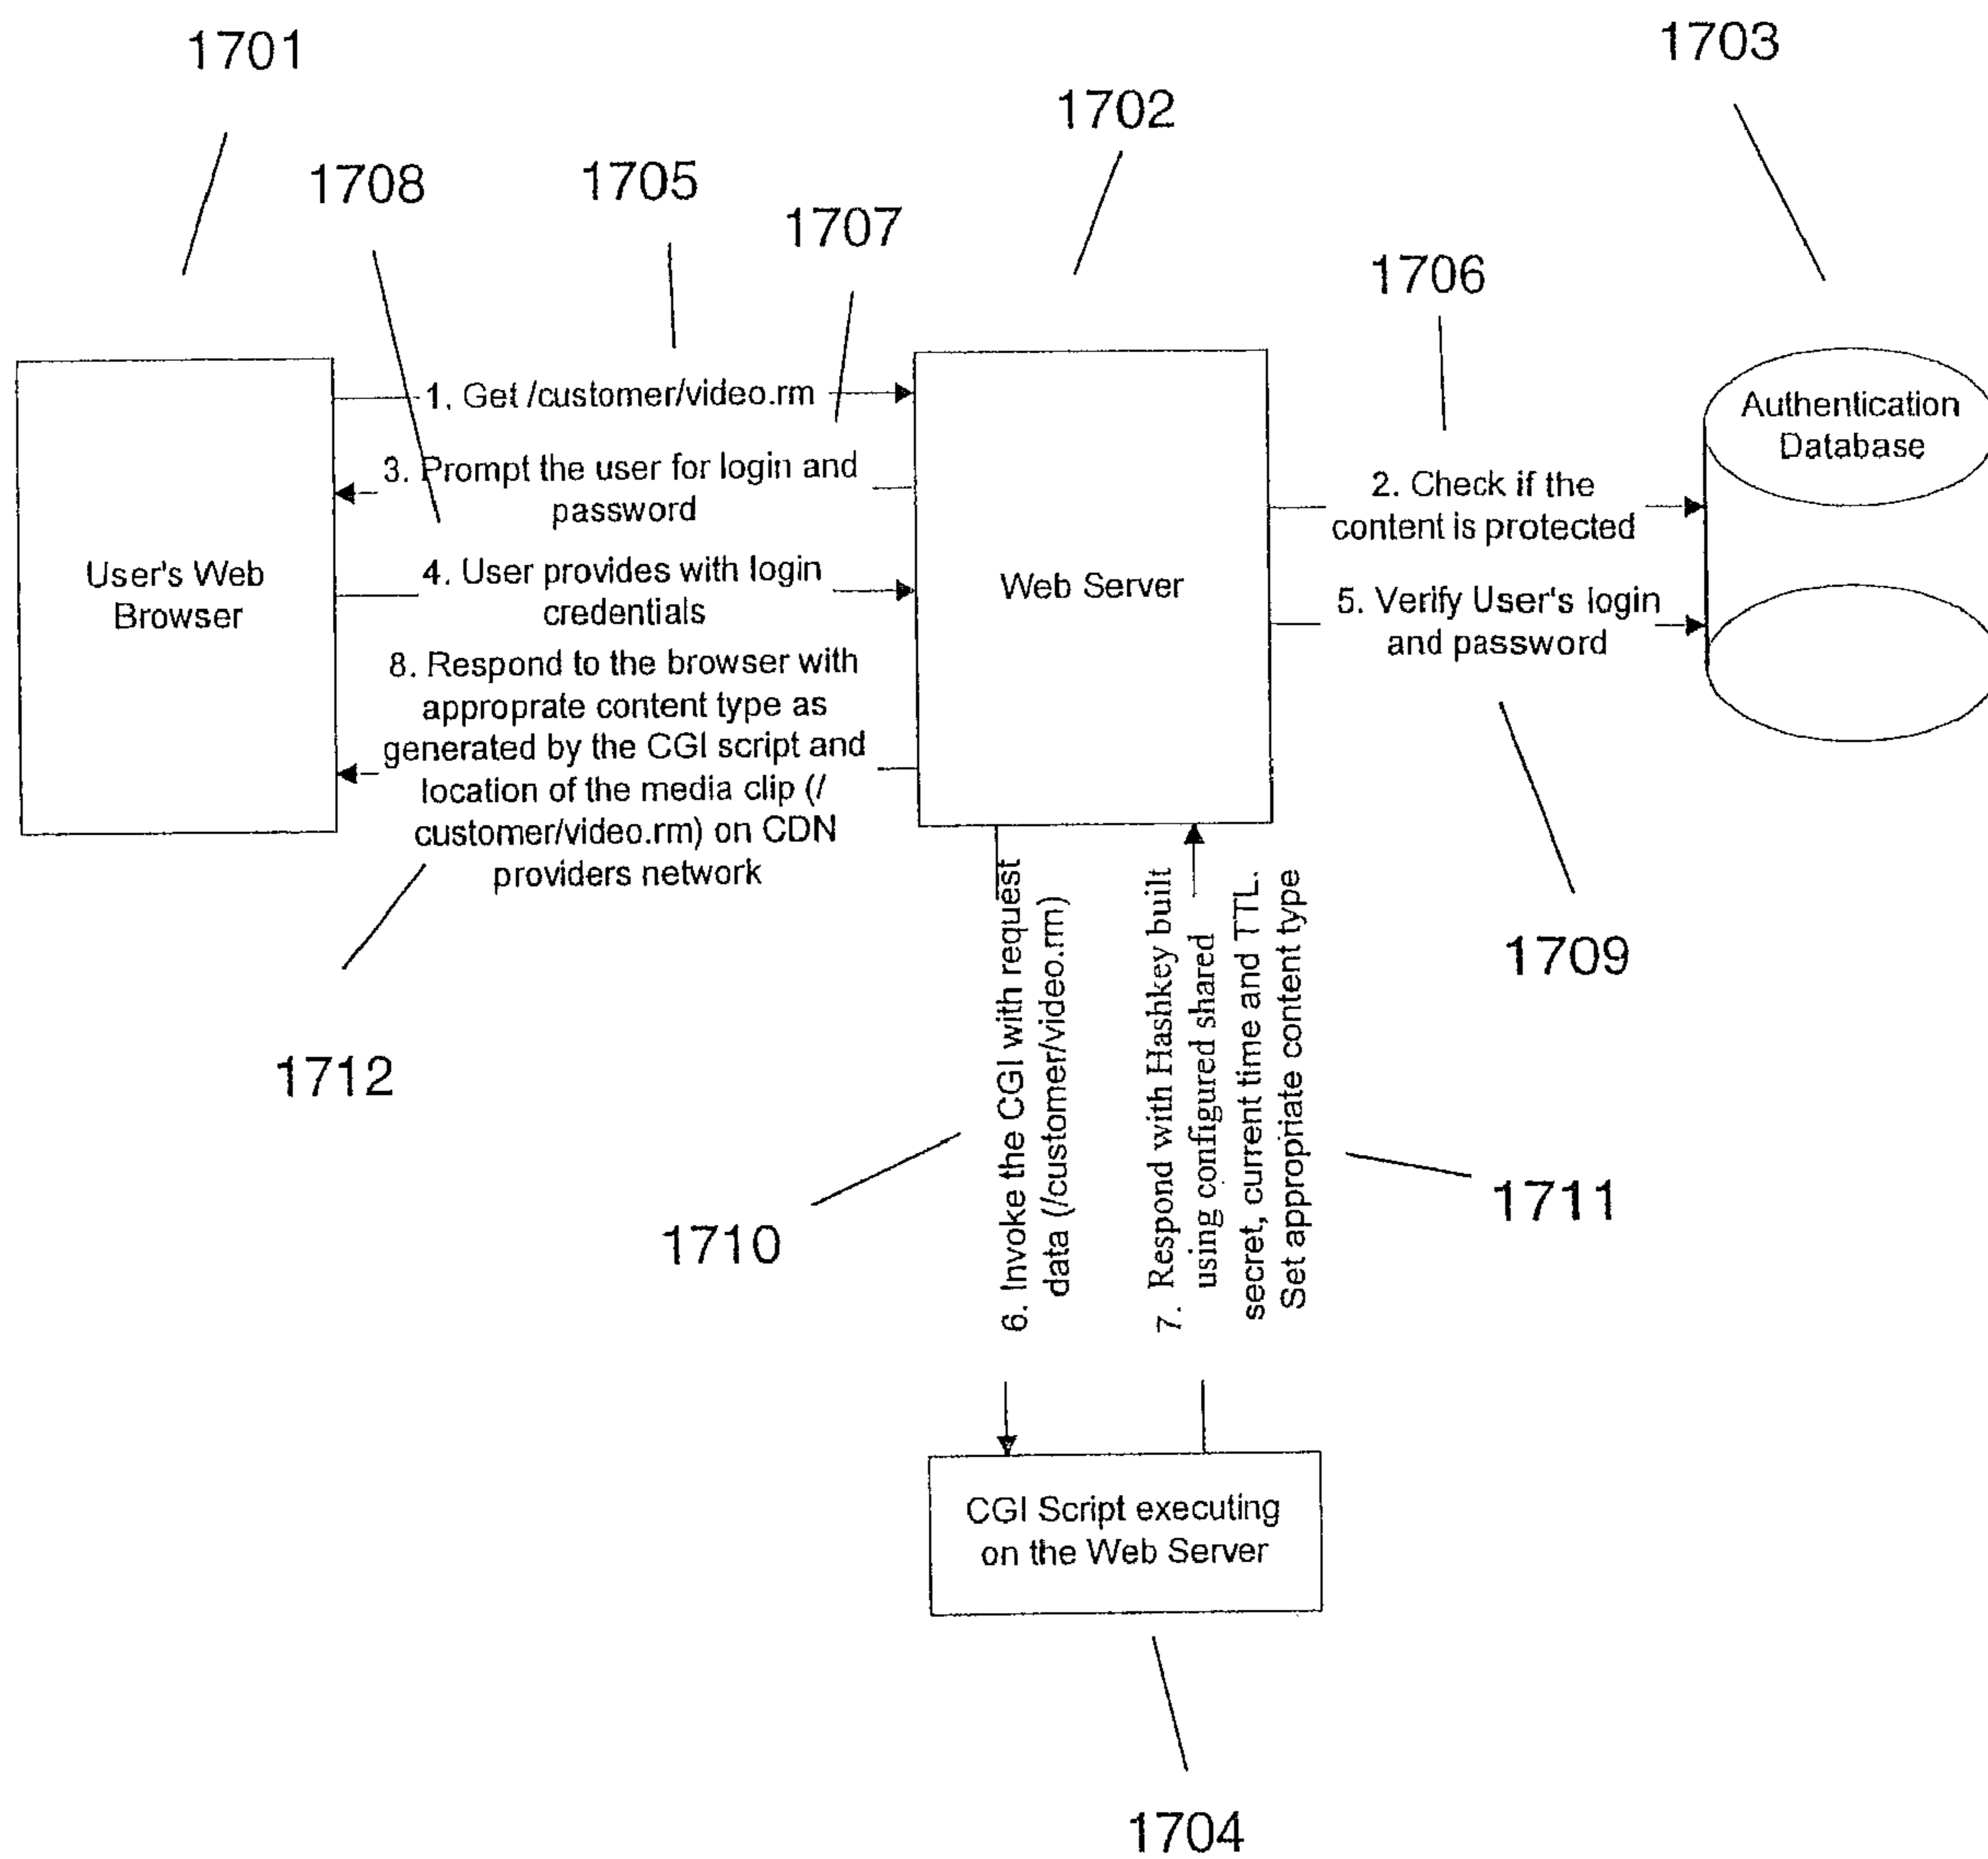 1701
1703
1702
1708
1705
1707
1706
1. Get /customer/video.rm
3. Prompt the user for login and
password
4. User provides with login
credentials
8. Respond to the browser with
approprate content type as
generated by the CGI script and
location of the media clip (/
customer/video.rm) on CDN
providers network
User's Web
Browser
Web Server
2. Check if the
content is protected
5. Verify User's login
and password
Authentication
Database
1709
1712
6. Invoke the CGI with request
data (/customer/video.rm)
7. Respond with Hashkey built
using configured shared
secret, current time and TTL.
Set appropriate content type
1710
1711
CGI Script executing
on the Web Server
1704